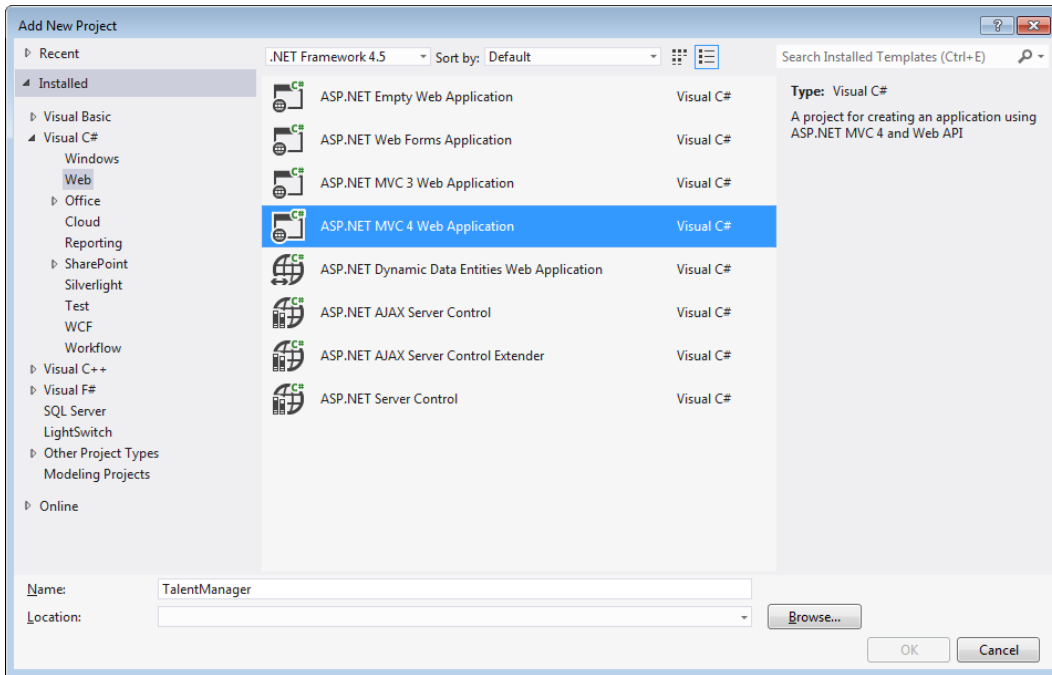 Add New Project
Recent
Installed
Visual Basic
Visual C#
Windows
Web
Office
Cloud
Reporting
SharePoint
Silverlight
Test
WCF
Workflow
Visual C++
Visual F#
SQL Server
LightSwitch
Other Project Types
Modeling Projects
Online
.NET Framework 4.5 Sort by: Default
ASP.NET Empty Web Application Visual C#
ASP.NET Web Forms Application Visual C#
ASP.NET MVC 3 Web Application Visual C#
ASP.NET MVC 4 Web Application Visual C#
ASP.NET Dynamic Data Entities Web Application Visual C#
ASP.NET AJAX Server Control Visual C#
ASP.NET AJAX Server Control Extender Visual C#
ASP.NET Server Control Visual C#
Search Installed Templates (Ctrl+E)
Type: Visual C#
A project for creating an application using
ASP.NET MVC 4 and Web API
Name: TalentManager
Location:
Browse...
OK Cancel